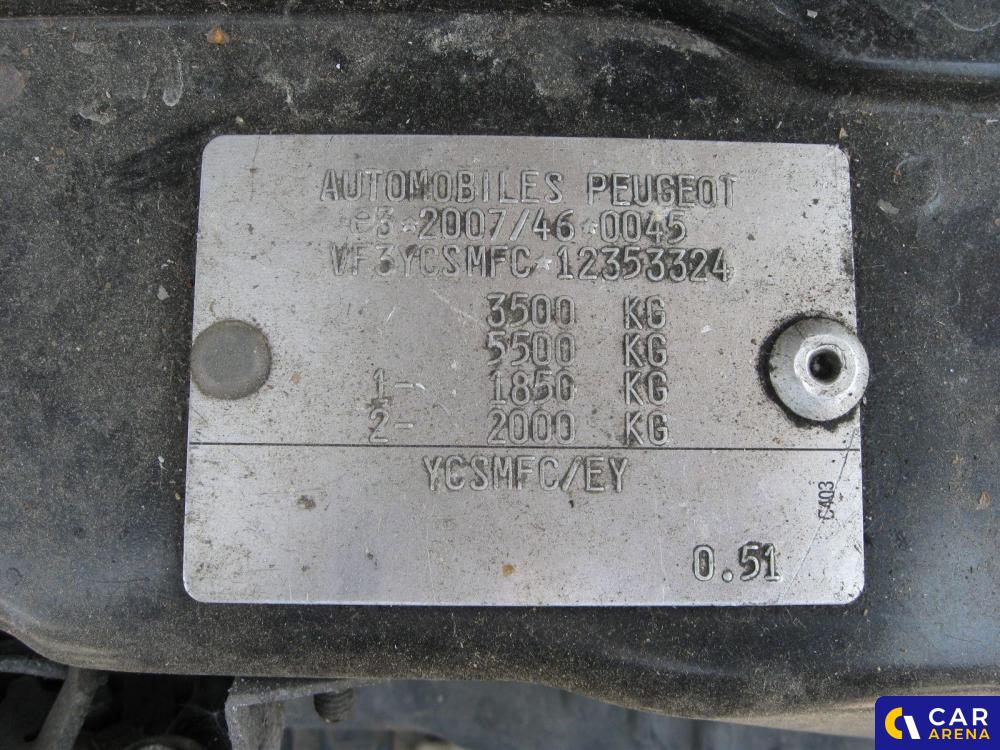 AUTOMOBILES PEUGEOT
e3*2007/46*0045
VF3YCSMFC*12353324
3500 KG
5500 KG
1- 1850 KG
2- 2000 KG
YCSMFC/EY
C403
0.51
CAR
ARENA